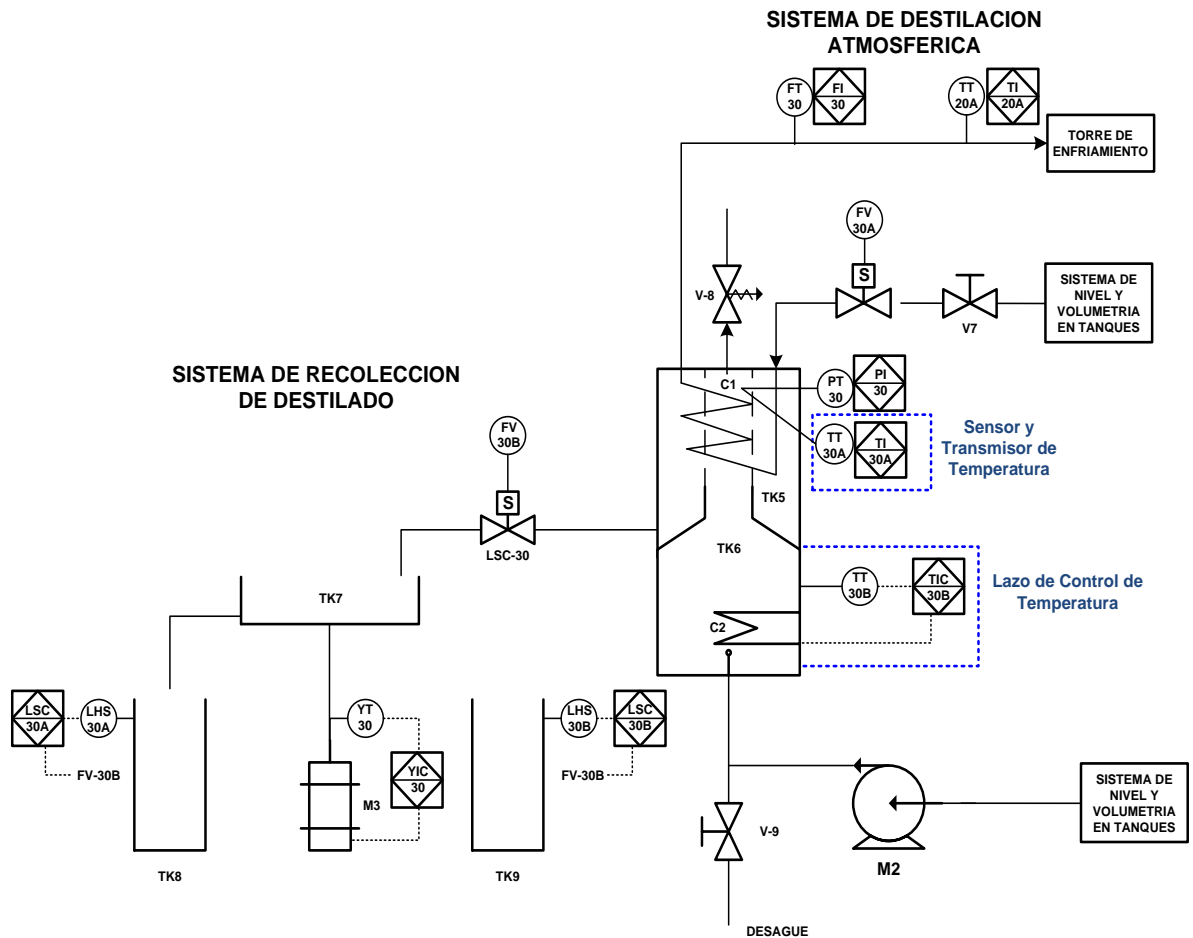 SISTEMA DE DESTILACION
ATMOSFERICA
FT
30
FI
30
TT
20A
TI
20A
TORRE DE
ENFRIAMIENTO
FV
30A
S
V-8
V7
SISTEMA DE
NIVEL Y
VOLUMETRIA
EN TANQUES
SISTEMA DE RECOLECCION
DE DESTILADO
C1
PT
30
PI
30
TT
30A
TI
30A
Sensor y
Transmisor de
Temperatura
FV
30B
S
LSC-30
TK5
TK6
TT
30B
TIC
30B
Lazo de Control de
Temperatura
C2
TK7
LSC
30A
LHS
30A
FV-30B
YT
30
YIC
30
M3
LHS
30B
LSC
30B
FV-30B
TK8
TK9
V-9
M2
SISTEMA DE
NIVEL Y
VOLUMETRIA
EN TANQUES
DESAGUE